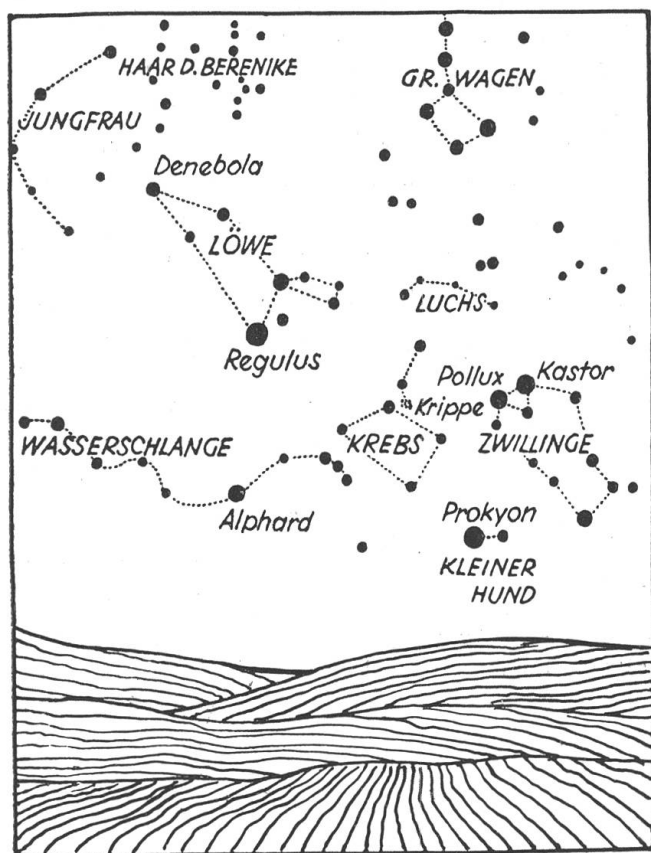 HAAR D. BERENIKE
GR. WAGEN
JUNGFRAU
Denebola
LÖWE
LUCHS
Regulus
Pollux
Kastor
Krippe
WASSERSCHLANGE
KREBS
ZWILLINGE
Alphard
Prokyon
KLEINER
HUND